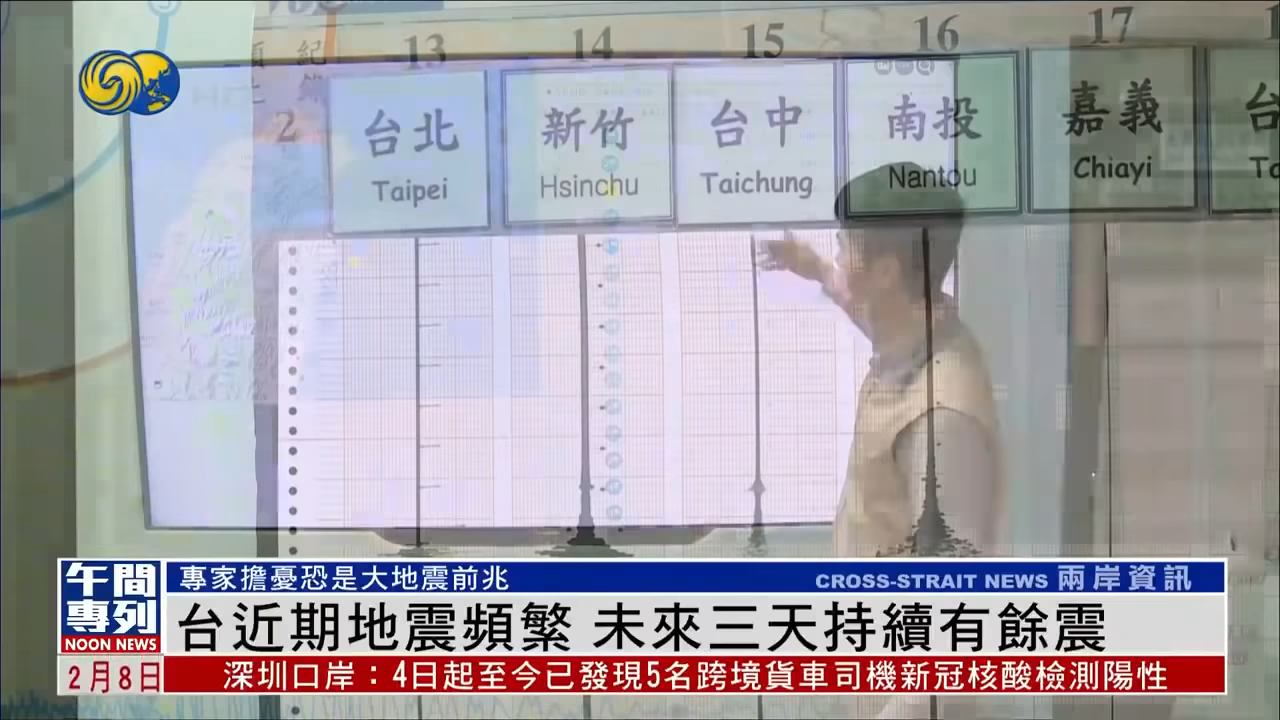 13 14 15 16 17
台北 新竹 台中 南投 嘉義 台
Taipei Hsinchu Taichung Nantou Chiayi Ta
2
午間專列
NOON NEWS
專家擔憂恐是大地震前兆
CROSS-STRAIT NEWS 兩岸資訊
台近期地震頻繁 未來三天持續有餘震
2月8日
深圳口岸：4日起至今已發現5名跨境貨車司機新冠核酸檢測陽性